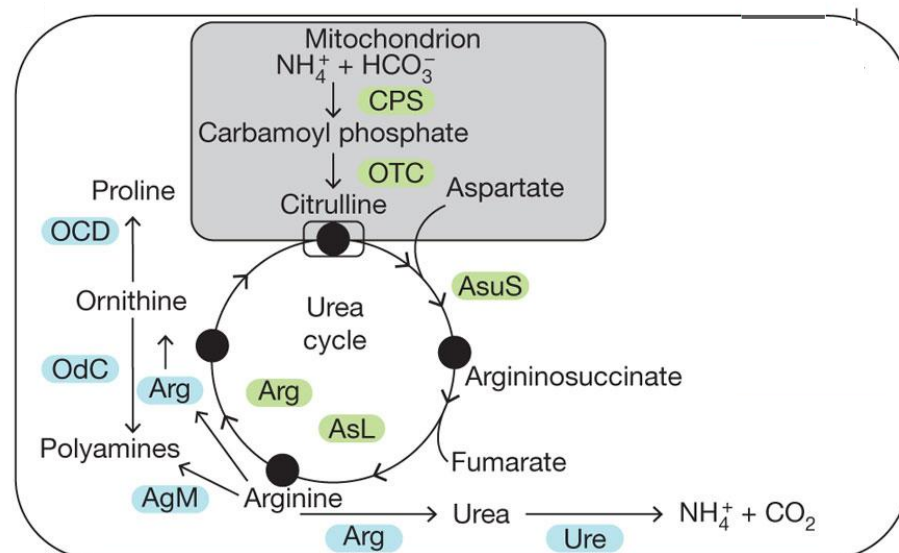 Mitochondrion
NH₄⁺ + HCO₃⁻
CPS
Carbamoyl phosphate
OTC
Citrulline
Aspartate
Proline
OCD
Ornithine
OdC
Arg
Polyamines
AgM
Urea
cycle
AsuS
Argininosuccinate
Arg
AsL
Fumarate
Arginine
Arg
Urea
Ure
NH₄⁺ + CO₂